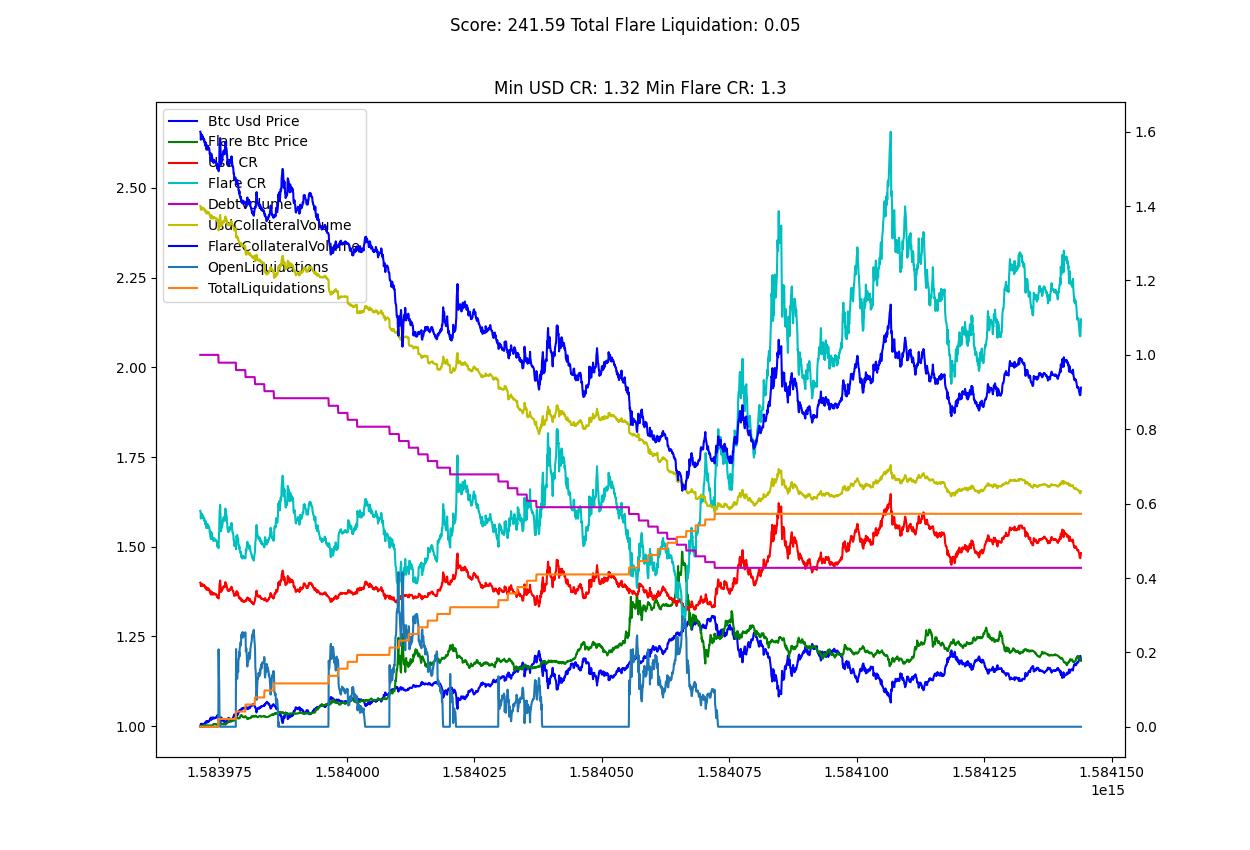 Score: 241.59 Total Flare Liquidation: 0.05
Min USD CR: 1.32 Min Flare CR: 1.3
Btc Usd Price
Flare Btc Price
Usd CR
Flare CR
DebtVolume
UsdCollateralVolume
FlareCollateralVolume
OpenLiquidations
TotalLiquidations
2.50
2.25
2.00
1.75
1.50
1.25
1.00
1.6
1.4
1.2
1.0
0.8
0.6
0.4
0.2
0.0
1.583975
1.584000
1.584025
1.584050
1.584075
1.584100
1.584125
1.584150
1e15